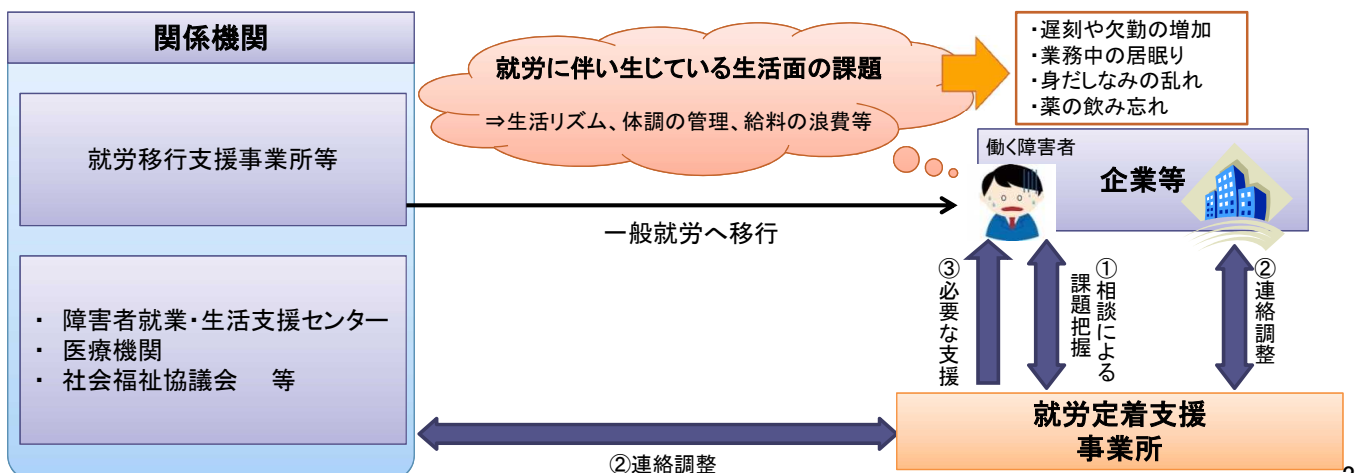 関係機関
就労移行支援事業所等
・ 障害者就業・生活支援センター
・ 医療機関
・ 社会福祉協議会 等
就労に伴い生じている生活面の課題
⇒生活リズム、体調の管理、給料の浪費等
・遅刻や欠勤の増加
・業務中の居眠り
・身だしなみの乱れ
・薬の飲み忘れ
働く障害者
企業等
一般就労へ移行
③必要な支援
①相談による
課題把握
②連絡調整
就労定着支援
事業所
②連絡調整